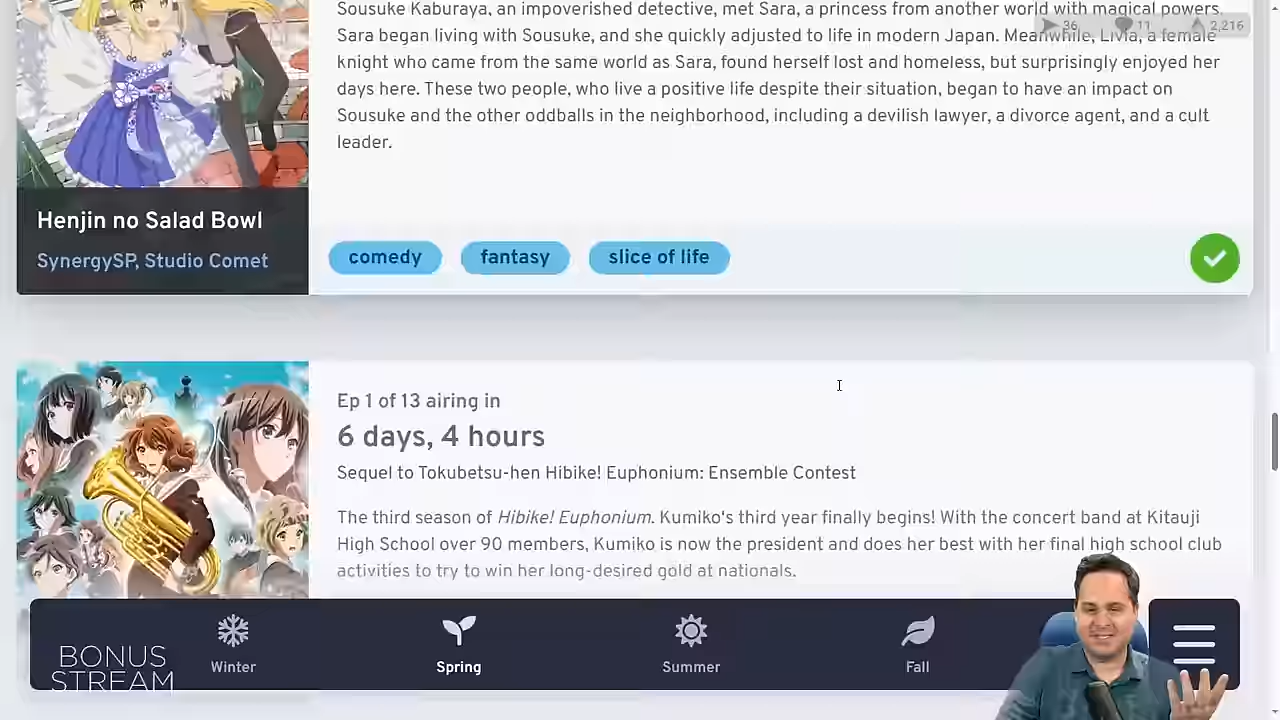 Sousuke Kaburaya, an impoverished detective, met Sara, a princess from another world with magical powers.
36 11 2,216
Sara began living with Sousuke, and she quickly adjusted to life in modern Japan. Meanwhile, Livia, a female
knight who came from the same world as Sara, found herself lost and homeless, but surprisingly enjoyed her
days here. These two people, who live a positive life despite their situation, began to have an impact on
Sousuke and the other oddballs in the neighborhood, including a devilish lawyer, a divorce agent, and a cult
leader.
Henjin no Salad Bowl
SynergySP, Studio Comet
comedy fantasy slice of life
Ep 1 of 13 airing in
6 days, 4 hours
Sequel to Tokubetsu-hen Hibike! Euphonium: Ensemble Contest
The third season of Hibike! Euphonium. Kumiko's third year finally begins! With the concert band at Kitauji
High School over 90 members, Kumiko is now the president and does her best with her final high school club
activities to try to win her long-desired gold at nationals.
BONUS
STREAM
Winter Spring Summer Fall